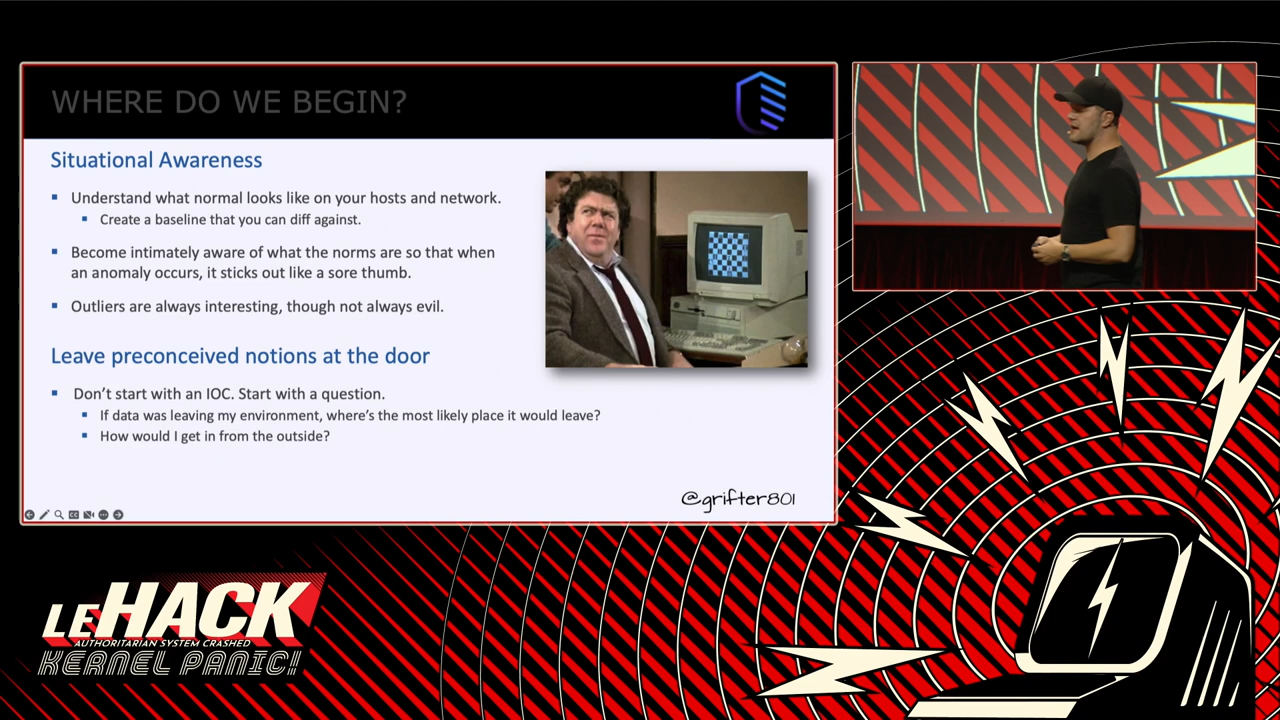 WHERE DO WE BEGIN?
Situational Awareness
Understand what normal looks like on your hosts and network.
Create a baseline that you can diff against.
Become intimately aware of what the norms are so that when
an anomaly occurs, it sticks out like a sore thumb.
Outliers are always interesting, though not always evil.
Leave preconceived notions at the door
Don't start with an IOC. Start with a question.
If data was leaving my environment, where's the most likely place it would leave?
How would I get in from the outside?
@grifter801
LEHACK
AUTHORITARIAN SYSTEM CRASHED
KERNEL PANIC!